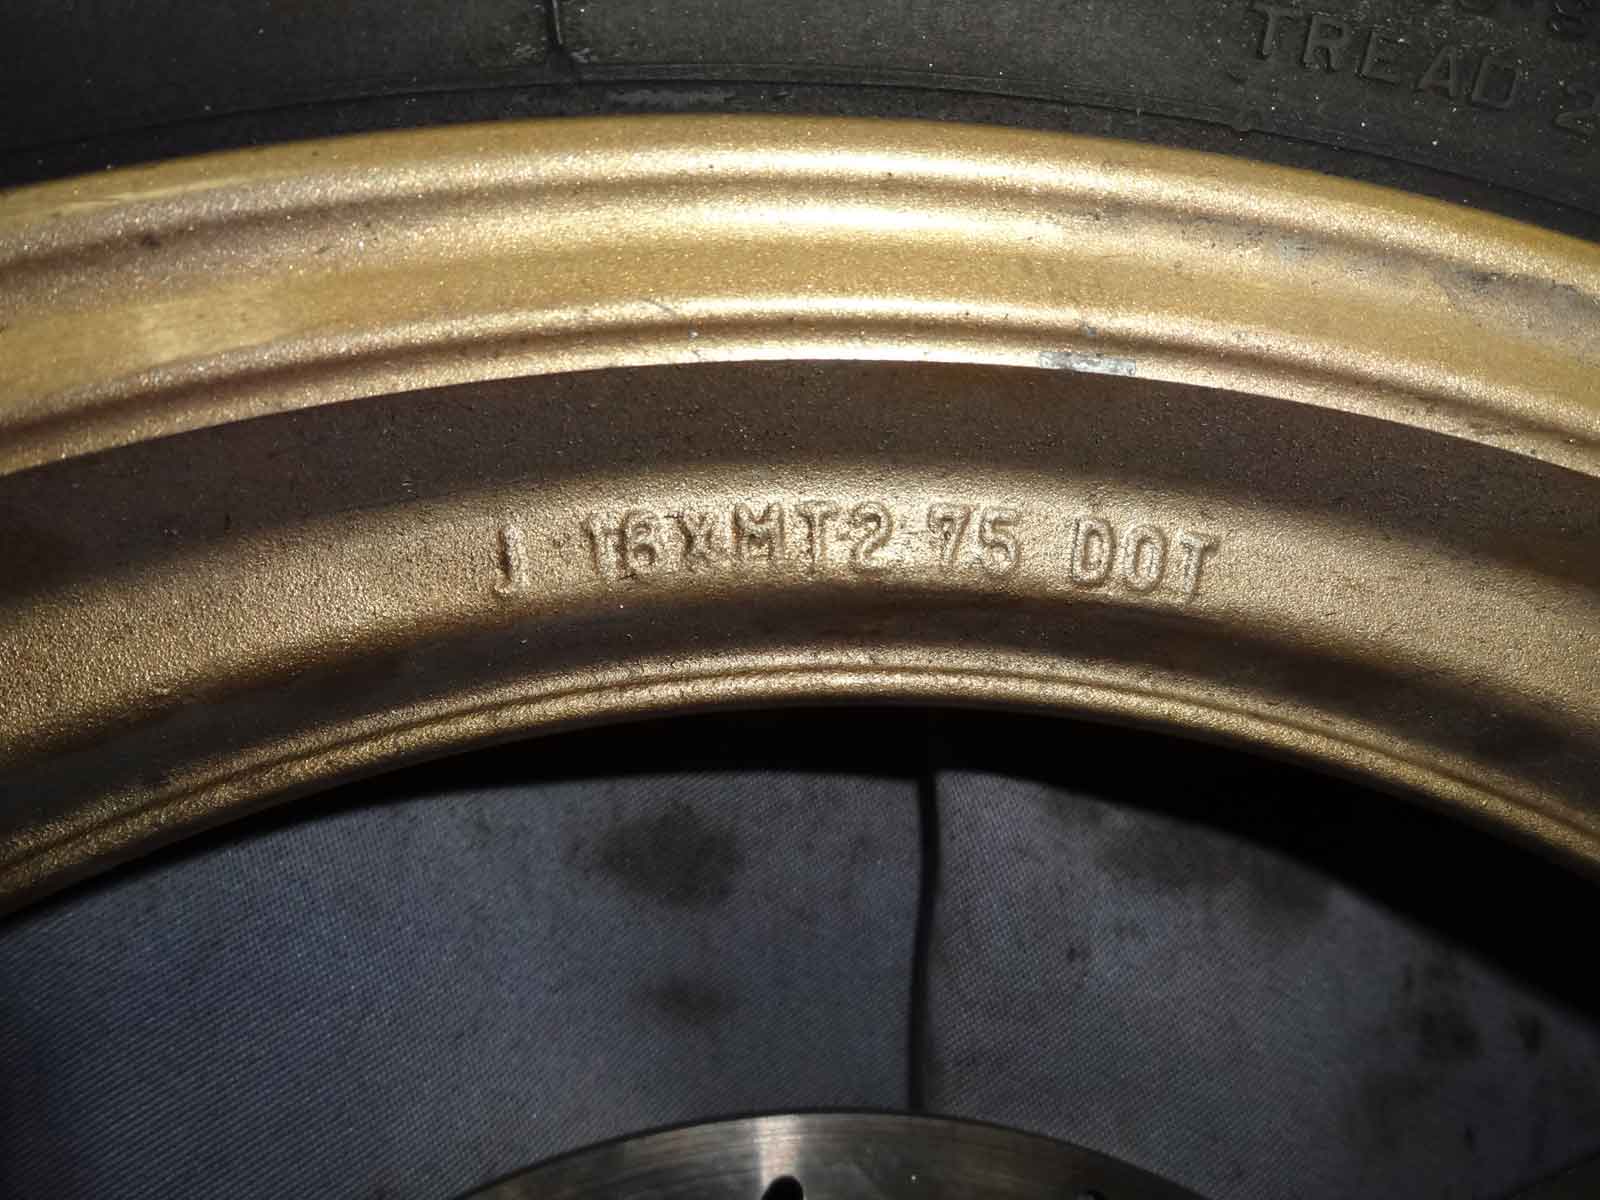 TREAD 2
J 16XMT2 75 DOT